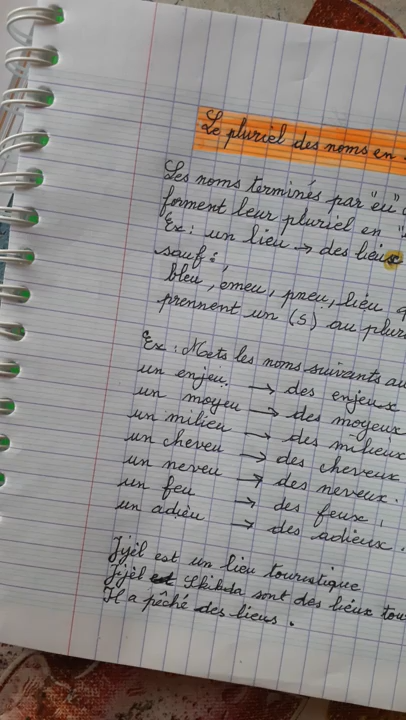 Le pluriel des noms en
Les noms terminés par "eu"
forment leur pluriel en
Ex: un lieu → des lieux
sauf:
bleu, émeu, pneu, lieu
prennent un (s) au plur
Ex: Mets les noms suivants au
un enjeu. → des enjeux
un moyeu → des moyeux
un milieu → des milieux
un cheveu → des cheveux
un neveu → des neveux.
un feu → des feux.
un adieu → des adieux.
Jijel est un lieu touristique
Jijel et Skikda sont des lieux tou
Il a pêché des lieus.